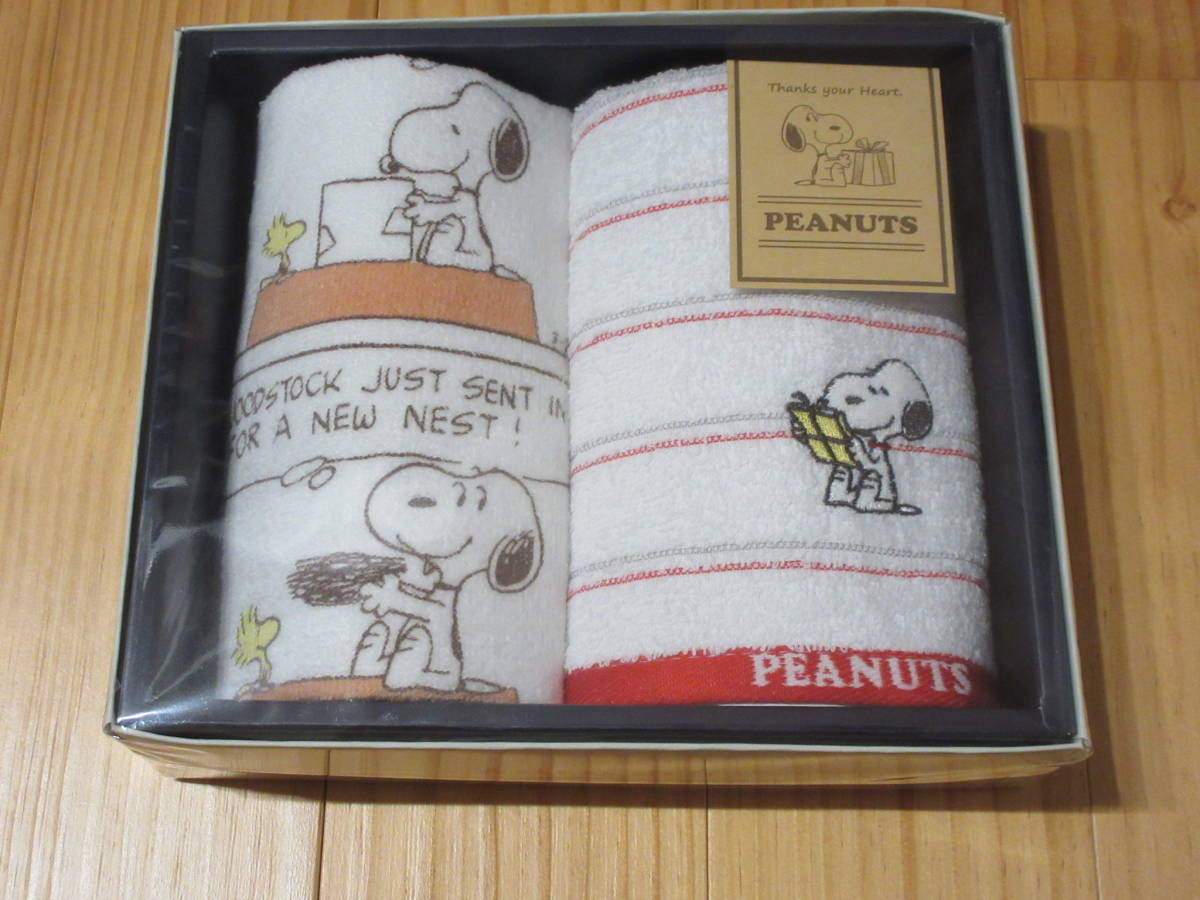 Thanks your Heart.
PEANUTS
WOODSTOCK JUST SENT IN
FOR A NEW NEST!
PEANUTS